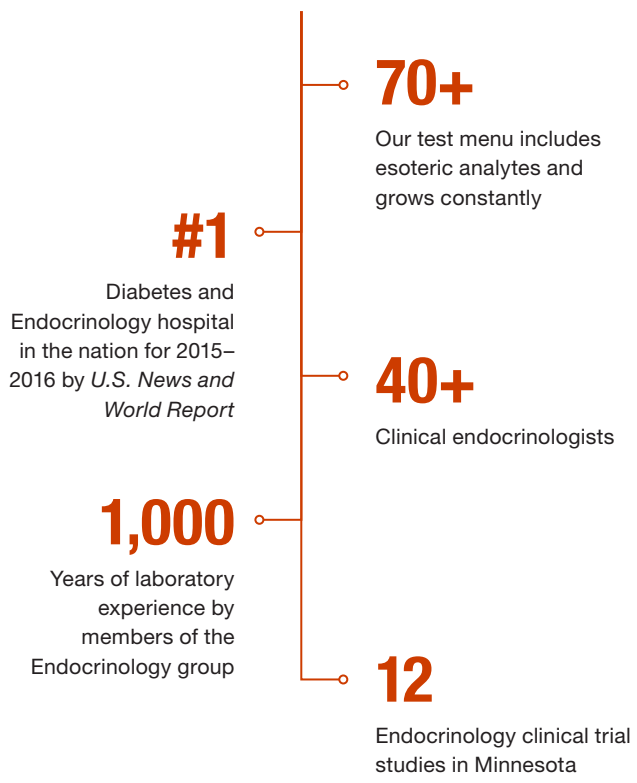 70+
Our test menu includes
esoteric analytes and
grows constantly
#1
Diabetes and
Endocrinology hospital
in the nation for 2015–
2016 by U.S. News and
World Report
40+
Clinical endocrinologists
1,000
Years of laboratory
experience by
members of the
Endocrinology group
12
Endocrinology clinical trial
studies in Minnesota